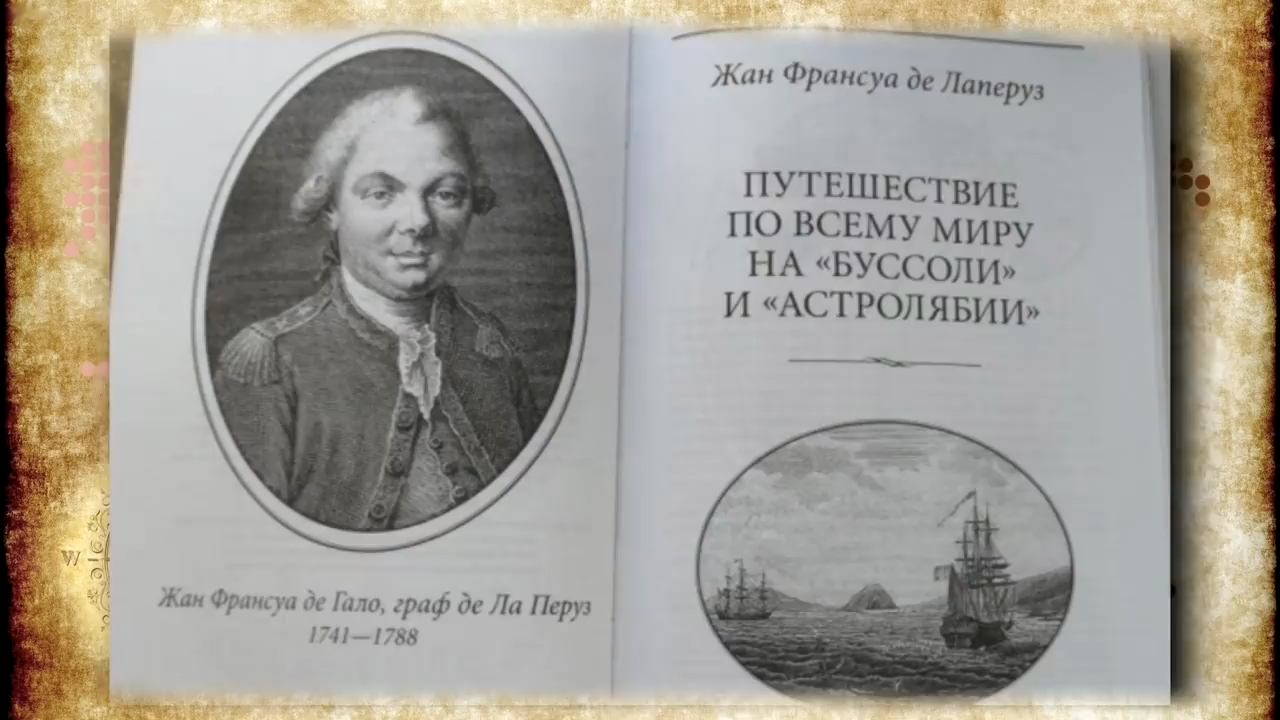 Жан Франсуа де Гало, граф де Ла Перуз
1741—1788
Жан Франсуа де Лаперуз
ПУТЕШЕСТВИЕ
ПО ВСЕМУ МИРУ
НА «БУССОЛИ»
И «АСТРОЛЯБИИ»
W